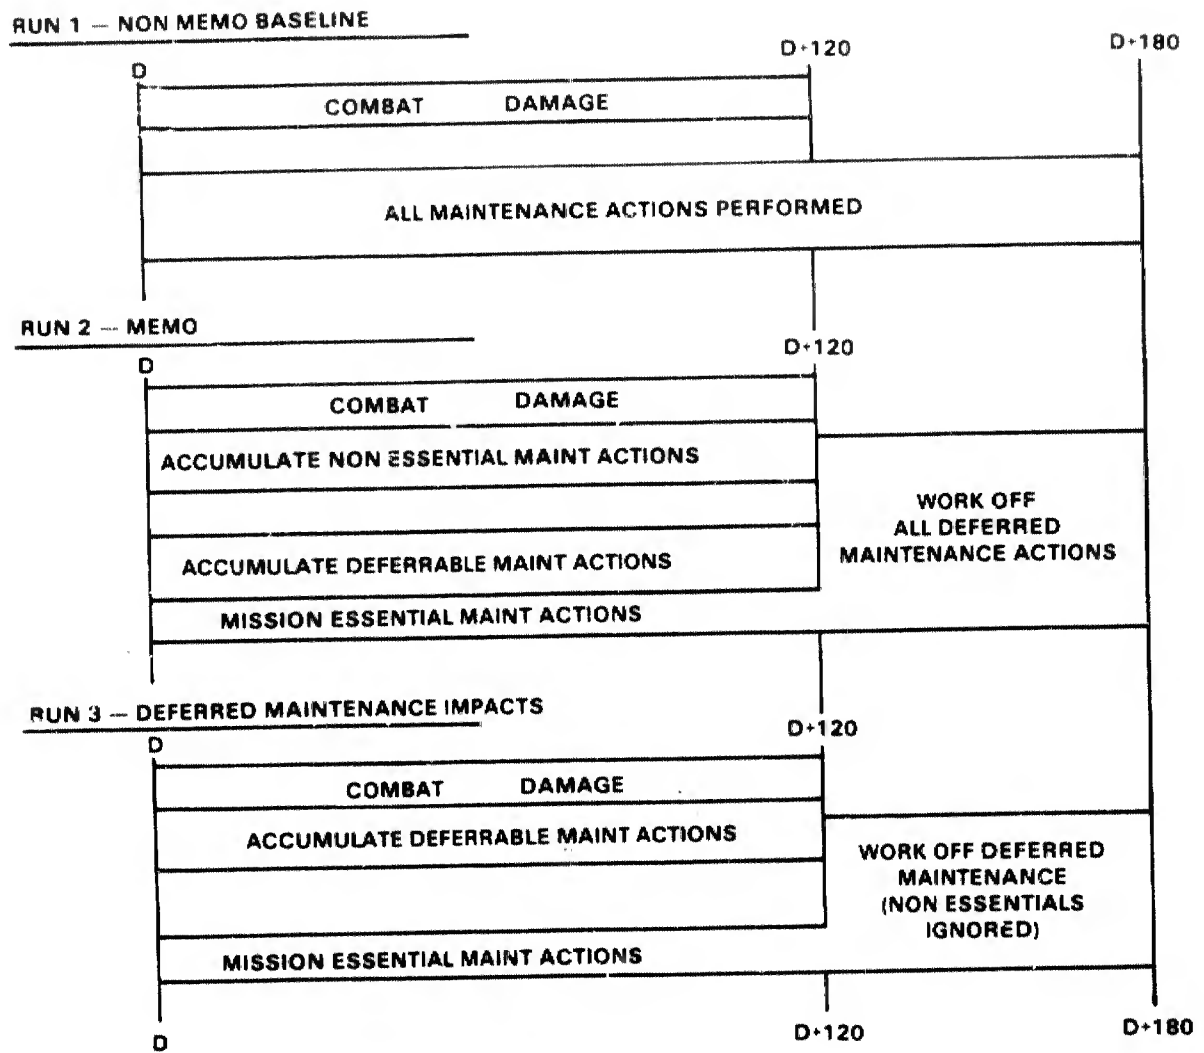 RUN 1 — NON MEMO BASELINE
D
D+120
D+180
COMBAT DAMAGE
ALL MAINTENANCE ACTIONS PERFORMED
RUN 2 — MEMO
D
D+120
COMBAT DAMAGE
ACCUMULATE NON ESSENTIAL MAINT ACTIONS
WORK OFF
ALL DEFERRED
MAINTENANCE ACTIONS
ACCUMULATE DEFERRABLE MAINT ACTIONS
MISSION ESSENTIAL MAINT ACTIONS
RUN 3 — DEFERRED MAINTENANCE IMPACTS
D
D+120
COMBAT DAMAGE
ACCUMULATE DEFERRABLE MAINT ACTIONS
WORK OFF DEFERRED
MAINTENANCE
(NON ESSENTIALS
IGNORED)
MISSION ESSENTIAL MAINT ACTIONS
D
D+120
D+180